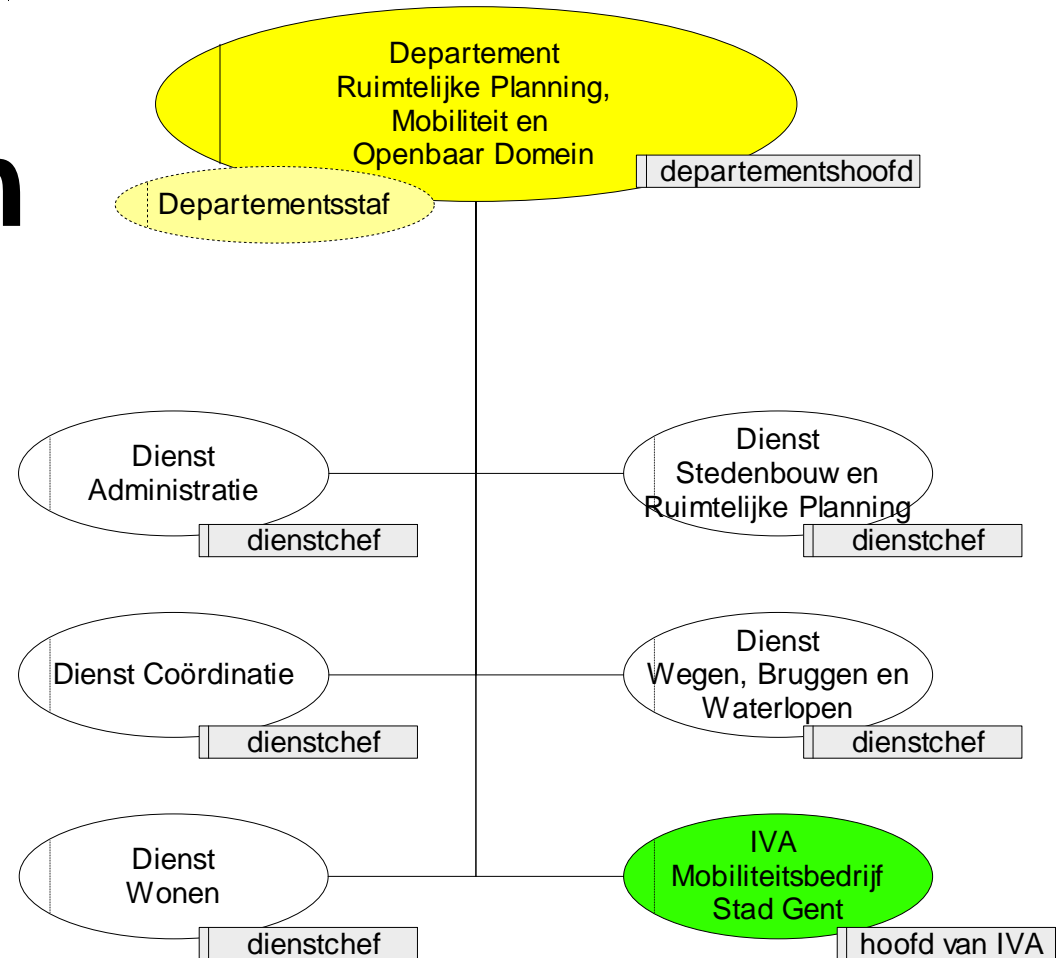 Departement
Ruimtelijke Planning,
Mobiliteit en
Openbaar Domein
departementshoofd
n
Departementsstaf
Dienst
Administratie
dienstchef
Dienst
Stedenbouw en
Ruimtelijke Planning
dienstchef
Dienst Coördinatie
dienstchef
Dienst
Wegen, Bruggen en
Waterlopen
dienstchef
Dienst
Wonen
dienstchef
IVA
Mobiliteitsbedrijf
Stad Gent
hoofd van IVA